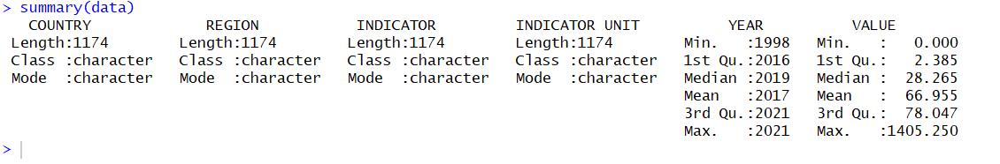 > summary(data)
   COUNTRY             REGION           INDICATOR         INDICATOR UNIT          YEAR          VALUE
 Length:1174        Length:1174        Length:1174        Length:1174        Min.   :1998   Min.   :   0.000
 Class :character   Class :character   Class :character   Class :character   1st Qu.:2016   1st Qu.:   2.385
 Mode  :character   Mode  :character   Mode  :character   Mode  :character   Median :2019   Median :  28.265
                                                                             Mean   :2017   Mean   :  66.955
                                                                             3rd Qu.:2021   3rd Qu.:  78.047
                                                                             Max.   :2021   Max.   :1405.250
>